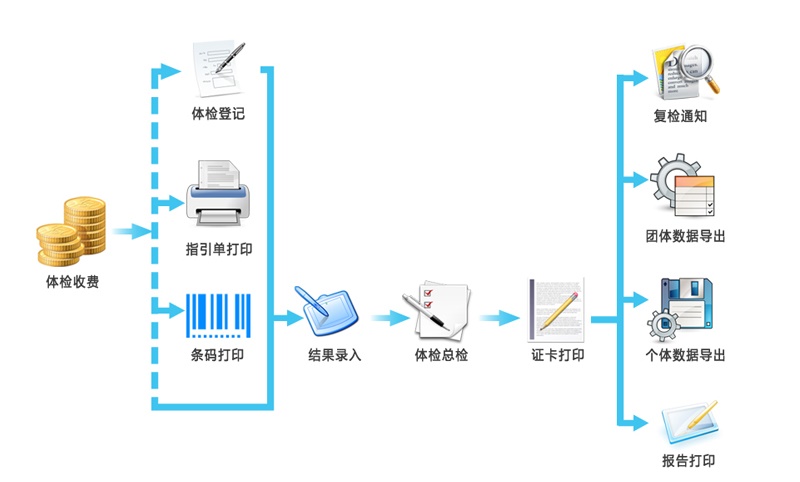 体检登记
指引单打印
体检收费
条码打印
结果录入
体检总检
证卡打印
复检通知
团体数据导出
个体数据导出
报告打印